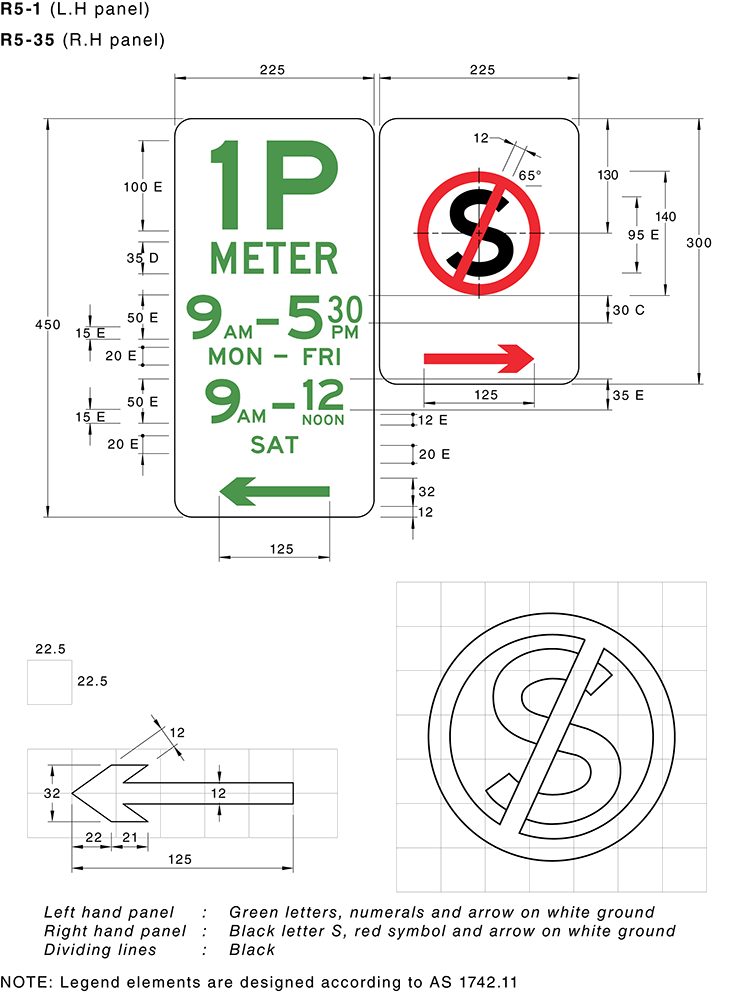 R5-1 (L.H panel)
R5-35 (R.H panel)
225
225
12
65°
130
140
95 E
300
30 C
125
35 E
450
100 E
35 D
50 E
15 E
20 E
50 E
15 E
20 E
1P
METER
9 AM – 5 30 PM
MON – FRI
9 AM – 12 NOON
SAT
S
12 E
20 E
32
12
125
22.5
22.5
12
32
12
22
21
125
S
Left hand panel : Green letters, numerals and arrow on white ground
Right hand panel : Black letter S, red symbol and arrow on white ground
Dividing lines : Black
NOTE: Legend elements are designed according to AS 1742.11